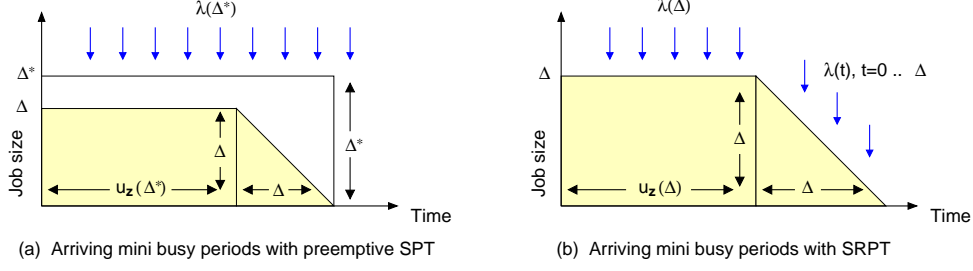 λ(Δ*)
Δ*
Δ
Job size
Δ
Δ*
u_z(Δ*)
Δ
Time
(a) Arriving mini busy periods with preemptive SPT
λ(Δ)
λ(t), t=0 .. Δ
Δ
Job size
Δ
u_z(Δ)
Δ
Time
(b) Arriving mini busy periods with SRPT